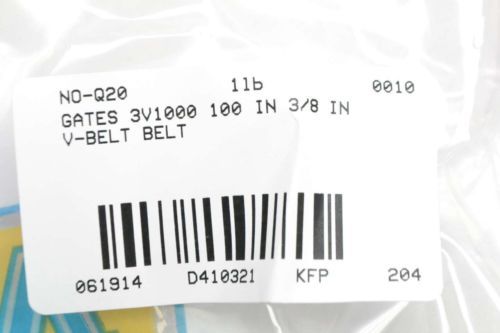 NO-Q20 1lb 0010
GATES 3V1000 100 IN 3/8 IN
V-BELT BELT
061914 D410321 KFP 204